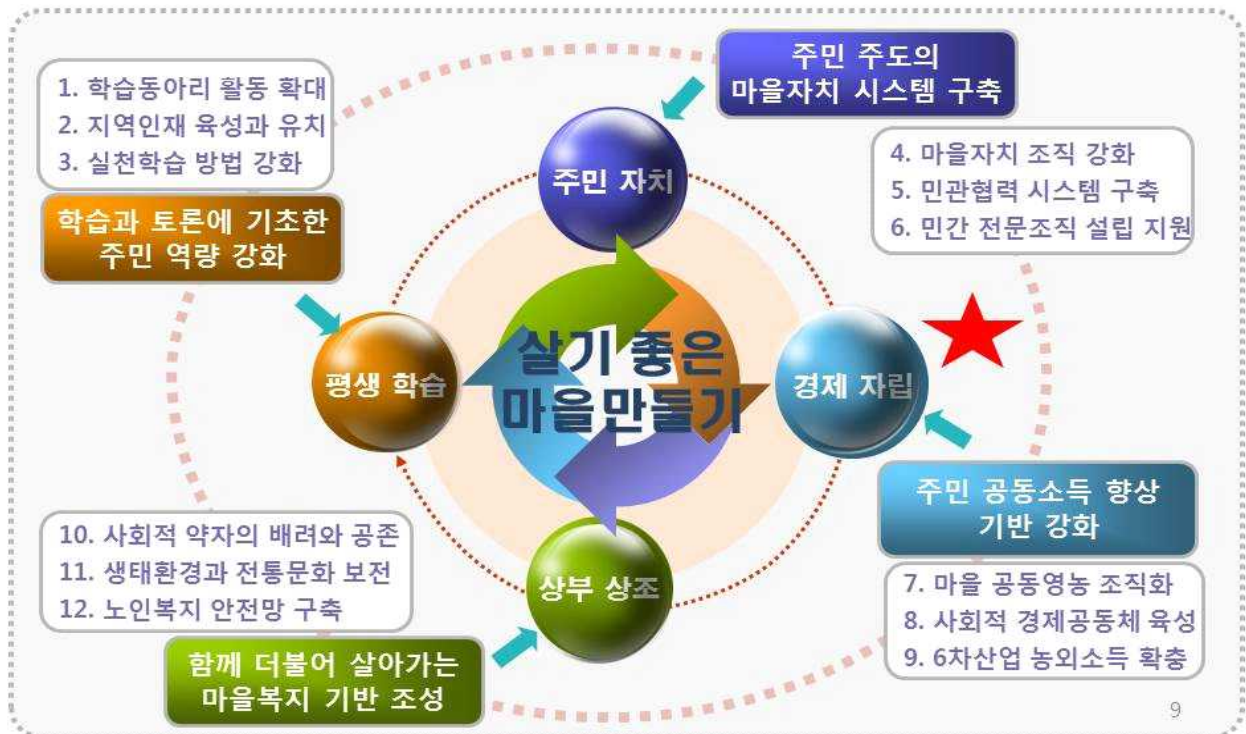 1. 학습동아리 활동 확대
2. 지역인재 육성과 유치
3. 실천학습 방법 강화
학습과 토론에 기초한
주민 역량 강화
평생 학습
주민 주도의
마을자치 시스템 구축
주민 자치
4. 마을자치 조직 강화
5. 민관협력 시스템 구축
6. 민간 전문조직 설립 지원
살기 좋은
마을만들기
경제 자립
주민 공동소득 향상
기반 강화
7. 마을 공동영농 조직화
8. 사회적 경제공동체 육성
9. 6차산업 농외소득 확충
상부 상조
10. 사회적 약자의 배려와 공존
11. 생태환경과 전통문화 보전
12. 노인복지 안전망 구축
함께 더불어 살아가는
마을복지 기반 조성
9